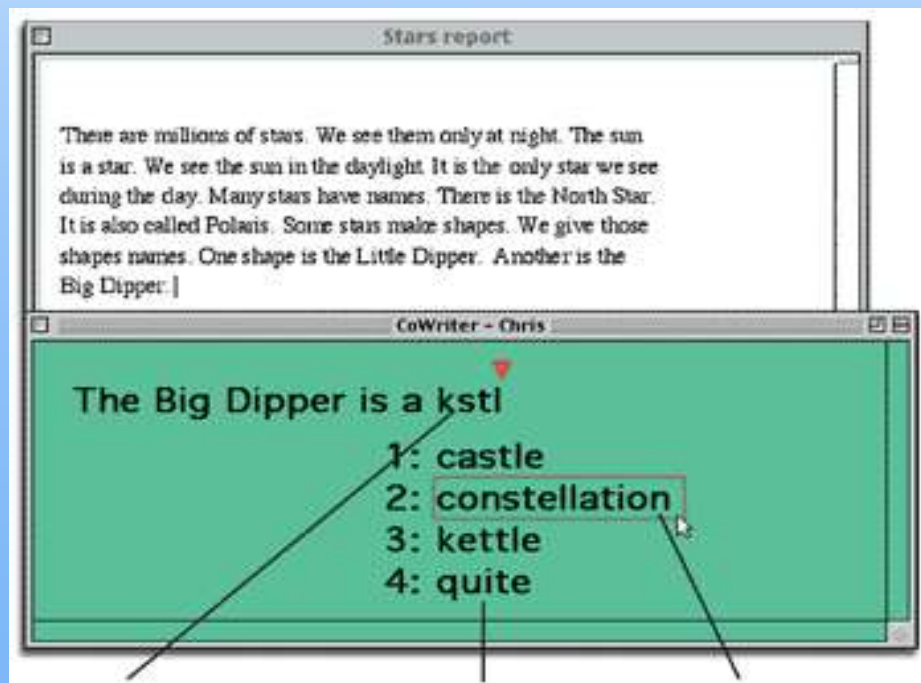 Stars report
There are millions of stars. We see them only at night. The sun
is a star. We see the sun in the daylight. It is the only star we see
during the day. Many stars have names. There is the North Star.
It is also called Polaris. Some stars make shapes. We give those
shapes names. One shape is the Little Dipper. Another is the
Big Dipper.
CoWriter - Chris
The Big Dipper is a kstl
1: castle
2: constellation
3: kettle
4: quite